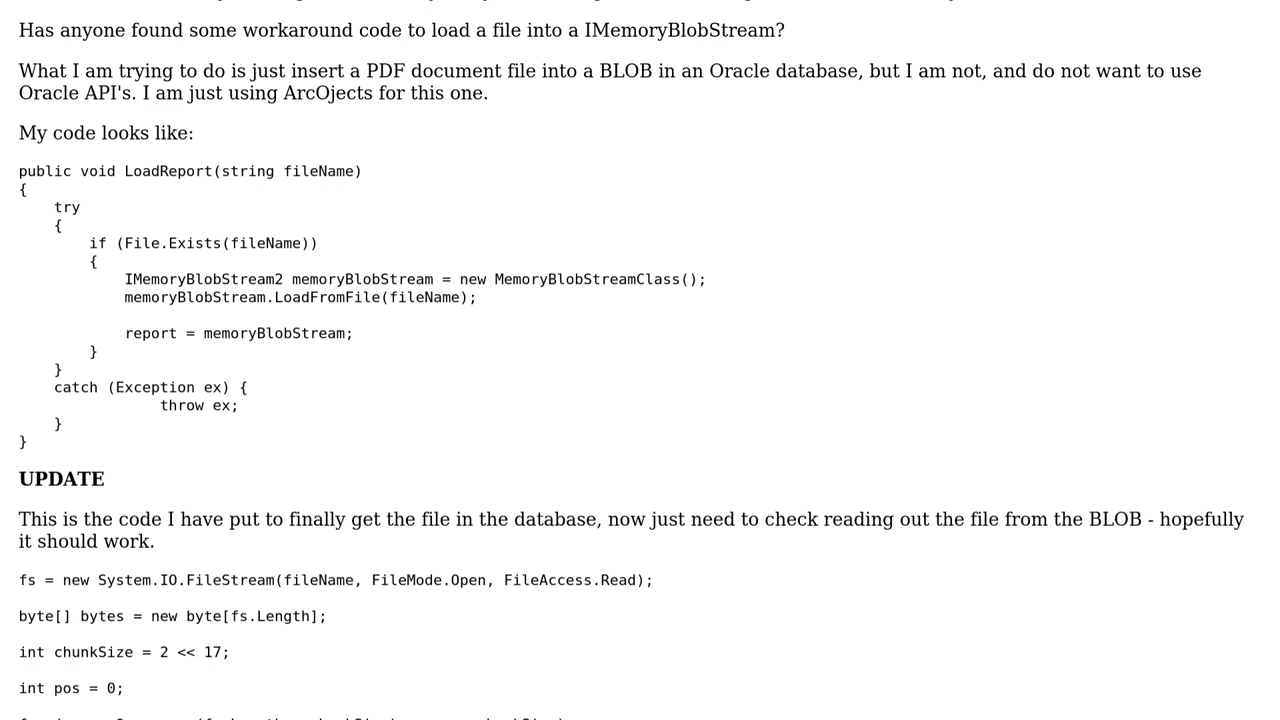 Has anyone found some workaround code to load a file into a IMemoryBlobStream?
What I am trying to do is just insert a PDF document file into a BLOB in an Oracle database, but I am not, and do not want to use
Oracle API's. I am just using ArcOjects for this one.
My code looks like:
public void LoadReport(string fileName)
{
    try
    {
        if (File.Exists(fileName))
        {
            IMemoryBlobStream2 memoryBlobStream = new MemoryBlobStreamClass();
            memoryBlobStream.LoadFromFile(fileName);
            report = memoryBlobStream;
        }
    }
    catch (Exception ex) {
                throw ex;
    }
}
UPDATE
This is the code I have put to finally get the file in the database, now just need to check reading out the file from the BLOB - hopefully
it should work.
fs = new System.IO.FileStream(fileName, FileMode.Open, FileAccess.Read);
byte[] bytes = new byte[fs.Length];
int chunkSize = 2 << 17;
int pos = 0;